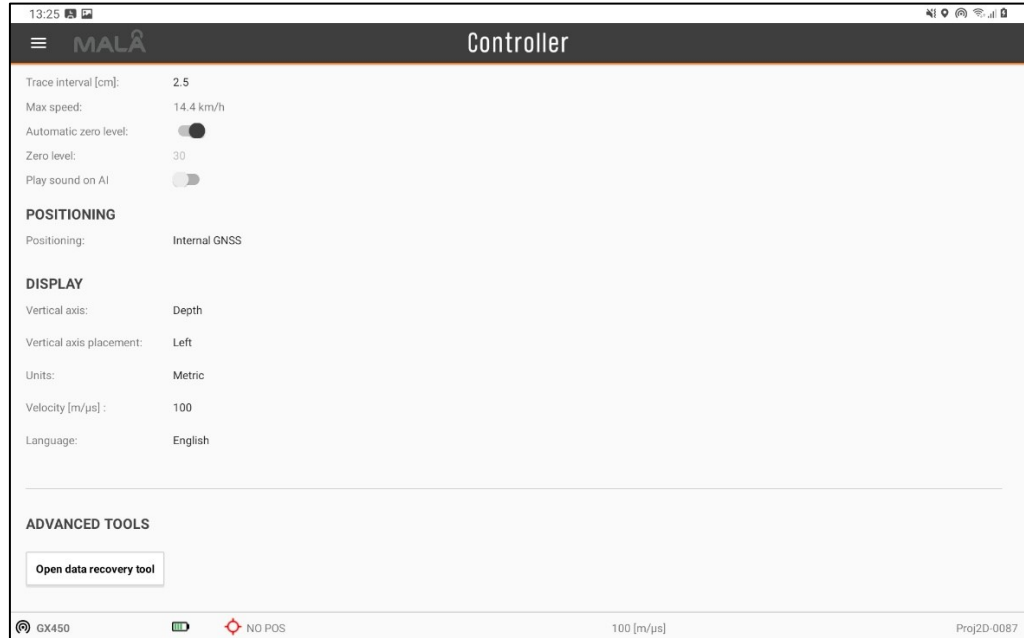 13:25
MALÅ
Controller
Trace interval [cm]: 2.5
Max speed: 14.4 km/h
Automatic zero level:
Zero level: 30
Play sound on AI
POSITIONING
Positioning: Internal GNSS
DISPLAY
Vertical axis: Depth
Vertical axis placement: Left
Units: Metric
Velocity [m/µs] : 100
Language: English
ADVANCED TOOLS
Open data recovery tool
GX450 NO POS 100 [m/µs] Proj2D-0087